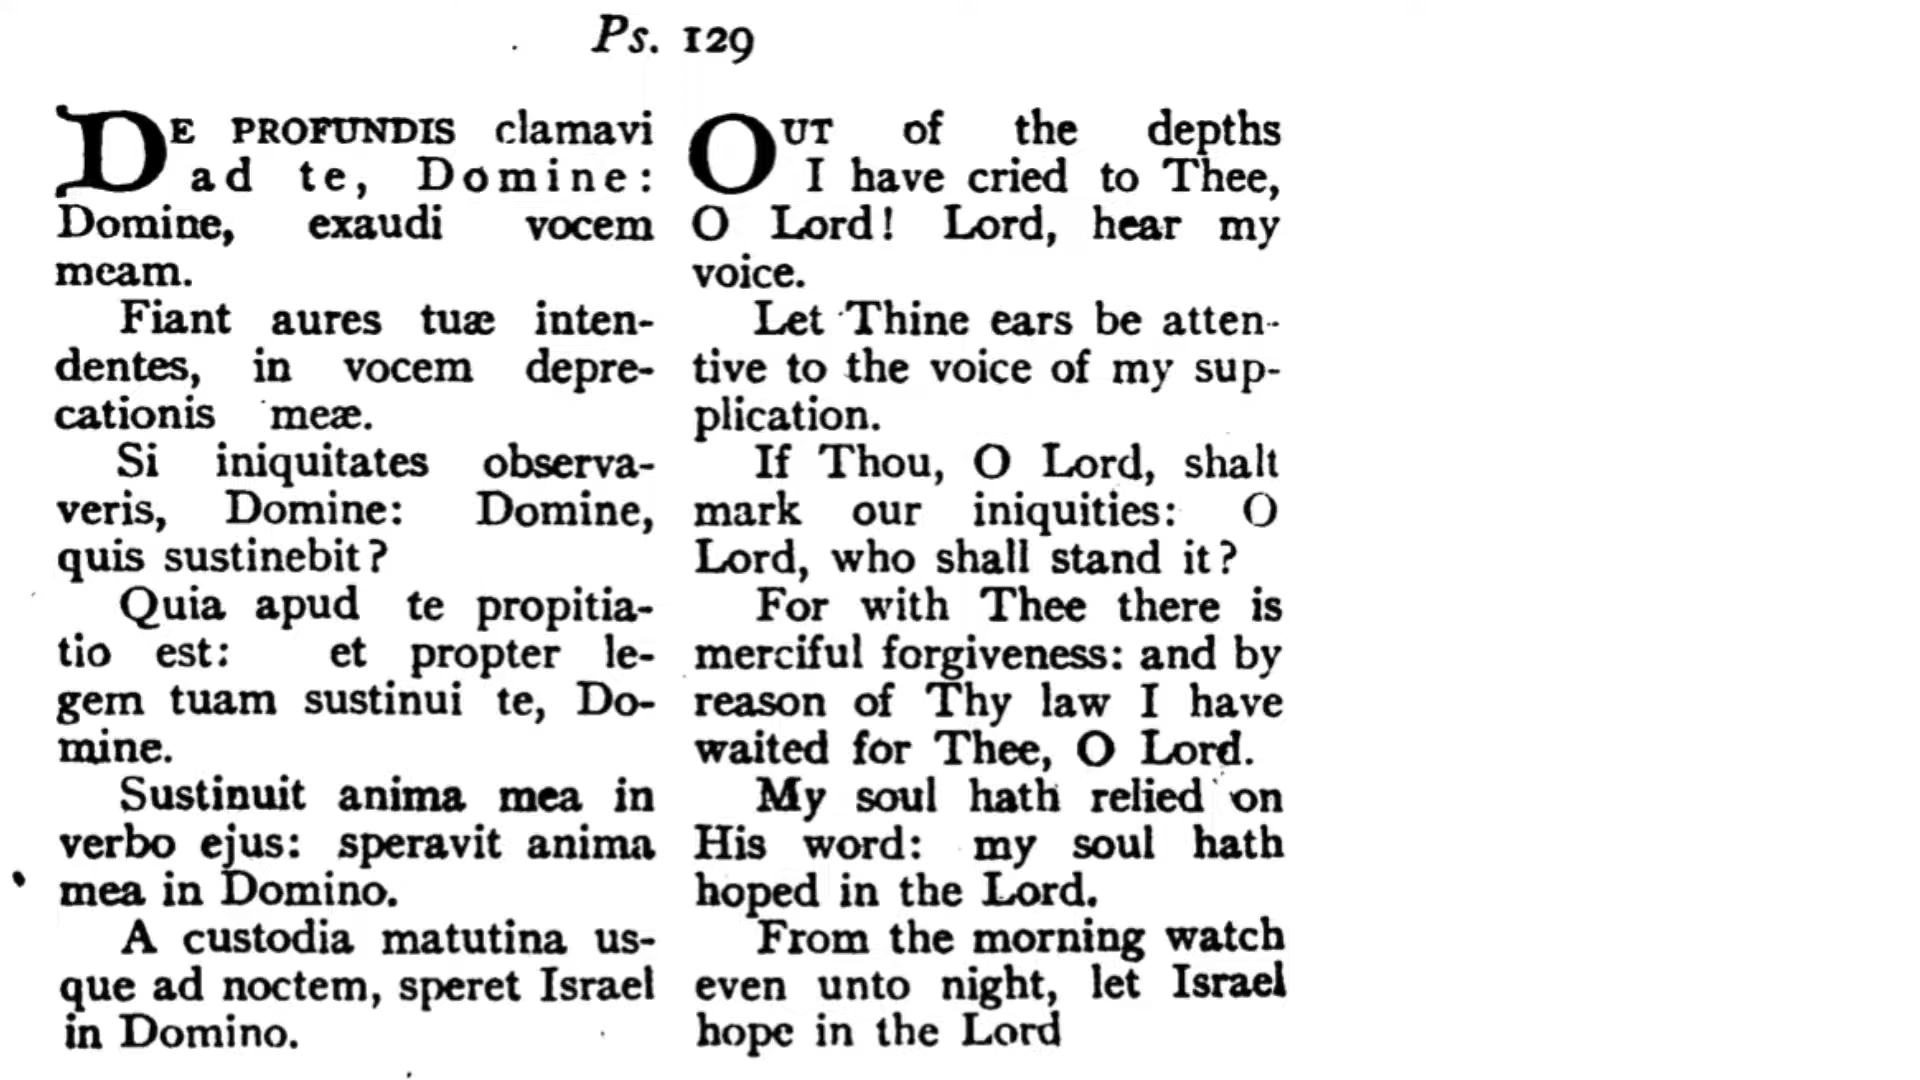 Ps. 129
DE PROFUNDIS clamavi
ad te, Domine:
Domine, exaudi vocem
meam.
Fiant aures tuæ inten-
dentes, in vocem depre-
cationis meæ.
Si iniquitates observa-
veris, Domine: Domine,
quis sustinebit?
Quia apud te propitia-
tio est: et propter le-
gem tuam sustinui te, Do-
mine.
Sustinuit anima mea in
verbo ejus: speravit anima
mea in Domino.
A custodia matutina us-
que ad noctem, speret Israel
in Domino.
OUT of the depths
I have cried to Thee,
O Lord! Lord, hear my
voice.
Let Thine ears be atten-
tive to the voice of my sup-
plication.
If Thou, O Lord, shalt
mark our iniquities: O
Lord, who shall stand it?
For with Thee there is
merciful forgiveness: and by
reason of Thy law I have
waited for Thee, O Lord.
My soul hath relied on
His word: my soul hath
hoped in the Lord.
From the morning watch
even unto night, let Israel
hope in the Lord